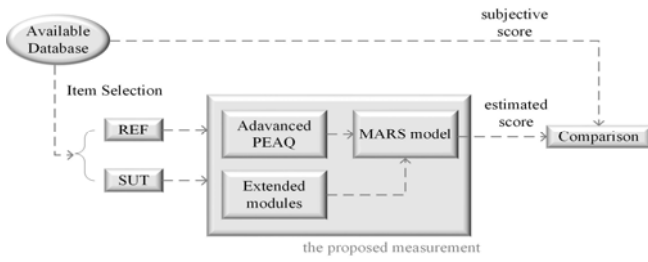 Available
Database
subjective
score
Item Selection
REF
SUT
Adavanced
PEAQ
Extended
modules
MARS model
estimated
score
Comparison
the proposed measurement